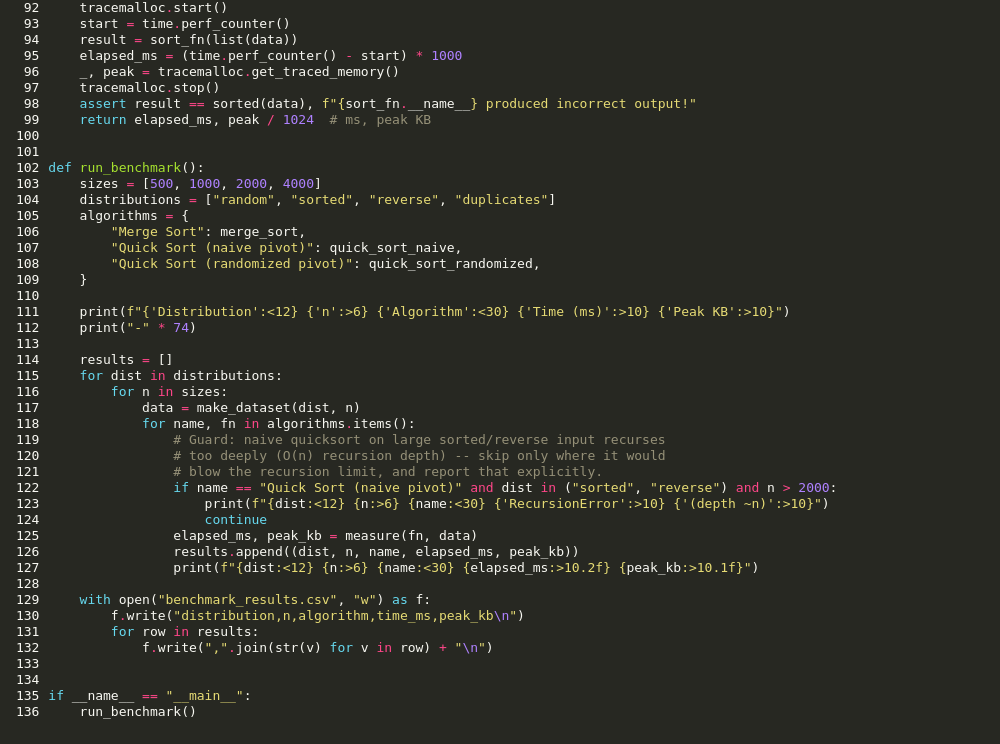 92     tracemalloc.start()
93     start = time.perf_counter()
94     result = sort_fn(list(data))
95     elapsed_ms = (time.perf_counter() - start) * 1000
96     _, peak = tracemalloc.get_traced_memory()
97     tracemalloc.stop()
98     assert result == sorted(data), f"{sort_fn.__name__} produced incorrect output!"
99     return elapsed_ms, peak / 1024  # ms, peak KB
100
101
102 def run_benchmark():
103     sizes = [500, 1000, 2000, 4000]
104     distributions = ["random", "sorted", "reverse", "duplicates"]
105     algorithms = {
106         "Merge Sort": merge_sort,
107         "Quick Sort (naive pivot)": quick_sort_naive,
108         "Quick Sort (randomized pivot)": quick_sort_randomized,
109     }
110
111     print(f"{'Distribution':<12} {'n':>6} {'Algorithm':<30} {'Time (ms)':>10} {'Peak KB':>10}")
112     print("-" * 74)
113
114     results = []
115     for dist in distributions:
116         for n in sizes:
117             data = make_dataset(dist, n)
118             for name, fn in algorithms.items():
119                 # Guard: naive quicksort on large sorted/reverse input recurses
120                 # too deeply (O(n) recursion depth) -- skip only where it would
121                 # blow the recursion limit, and report that explicitly.
122                 if name == "Quick Sort (naive pivot)" and dist in ("sorted", "reverse") and n > 2000:
123                     print(f"{dist:<12} {n:>6} {name:<30} {'RecursionError':>10} {'(depth ~n)':>10}")
124                     continue
125                 elapsed_ms, peak_kb = measure(fn, data)
126                 results.append((dist, n, name, elapsed_ms, peak_kb))
127                 print(f"{dist:<12} {n:>6} {name:<30} {elapsed_ms:>10.2f} {peak_kb:>10.1f}")
128
129     with open("benchmark_results.csv", "w") as f:
130         f.write("distribution,n,algorithm,time_ms,peak_kb\n")
131         for row in results:
132             f.write(",".join(str(v) for v in row) + "\n")
133
134
135 if __name__ == "__main__":
136     run_benchmark()